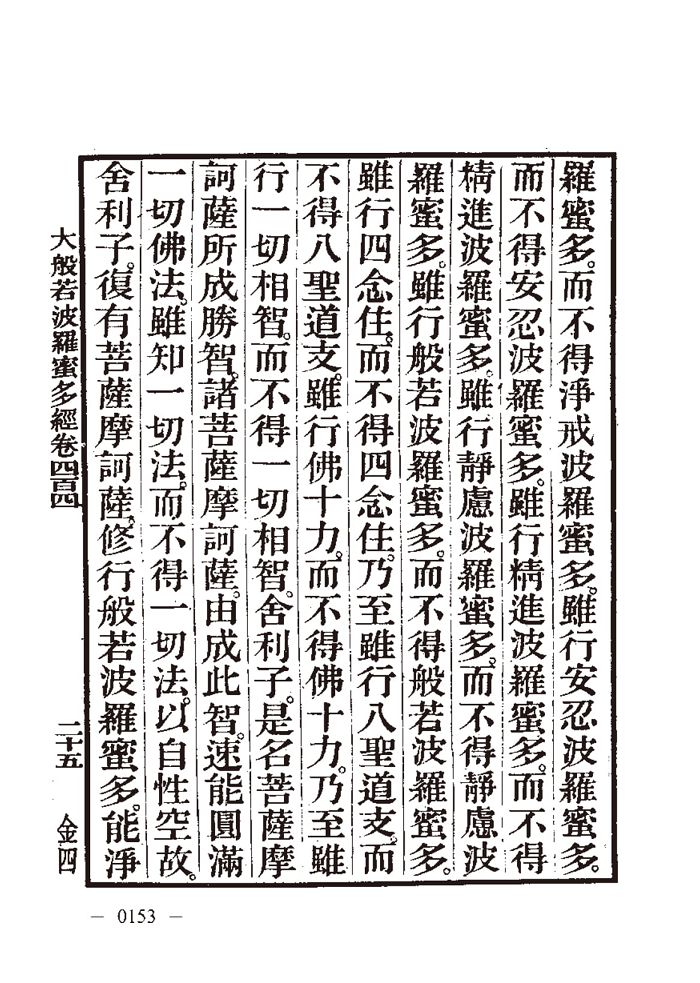 羅蜜多。而不得淨戒波羅蜜多。雖行安忍波羅蜜多。
而不得安忍波羅蜜多。雖行精進波羅蜜多。而不得
精進波羅蜜多。雖行靜慮波羅蜜多。而不得靜慮波
羅蜜多。雖行般若波羅蜜多。而不得般若波羅蜜多。
雖行四念住。而不得四念住。乃至雖行八聖道支。而
不得八聖道支。雖行佛十力。而不得佛十力。乃至雖
行一切相智。而不得一切相智。舍利子。是名菩薩摩
訶薩所成勝智。諸菩薩摩訶薩。由成此智。速能圓滿
一切佛法。雖知一切法。而不得一切法。以自性空故。
舍利子。復有菩薩摩訶薩。修行般若波羅蜜多。能淨
大般若波羅蜜多經卷四百四 二十五 金四
— 0153 —